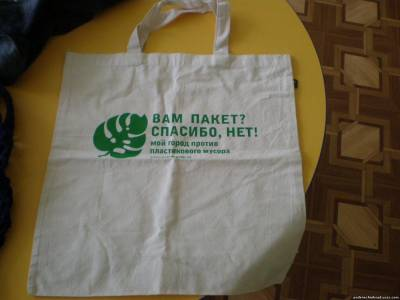 ВАМ ПАКЕТ?
СПАСИБО, НЕТ!
мой город против
пластикового мусора